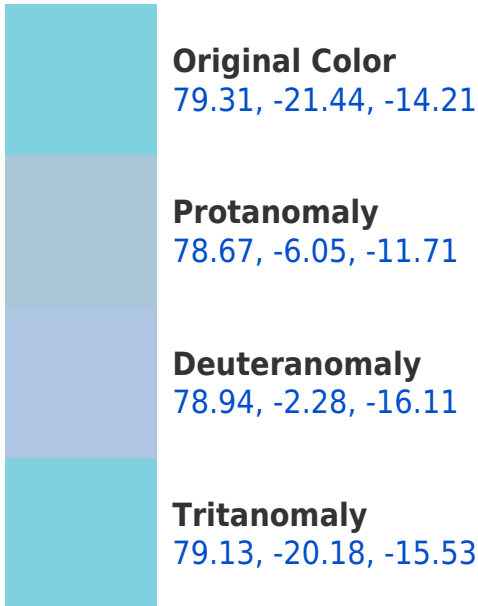 Original Color
79.31, -21.44, -14.21
Protanomaly
78.67, -6.05, -11.71
Deuteranomaly
78.94, -2.28, -16.11
Tritanomaly
79.13, -20.18, -15.53